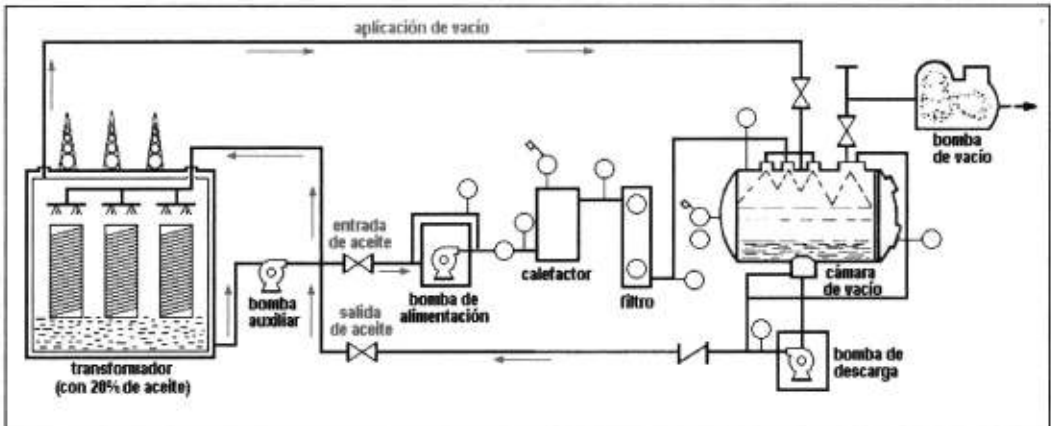 aplicación de vacío
bomba
de vacío
entrada
de aceite
calefactor
filtro
cámara
de vacío
bomba
auxiliar
bomba de
alimentación
salida
de aceite
bomba de
descarga
transformador
(con 20% de aceite)